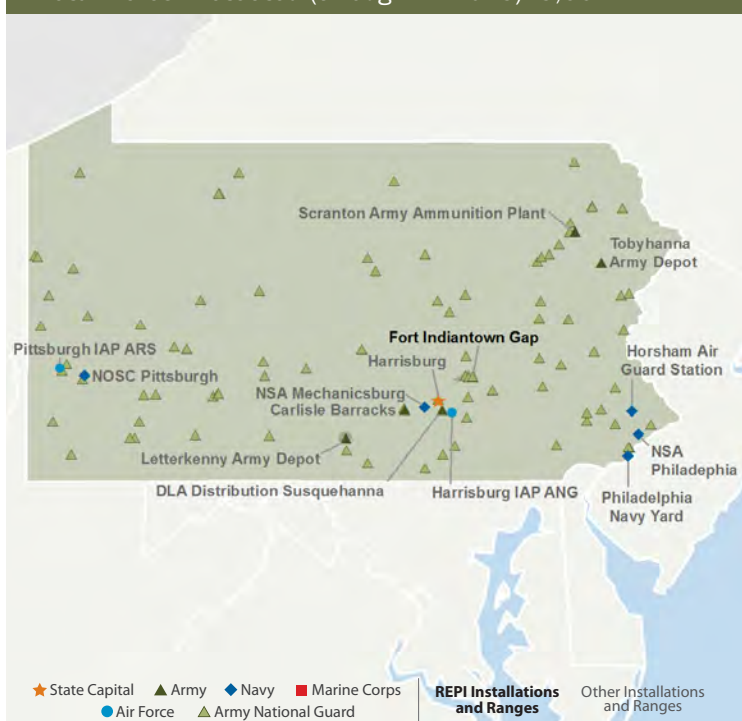 Scranton Army Ammunition Plant
Tobyhanna
Army Depot
Fort Indiantown Gap
Harrisburg
Pittsburgh IAP ARS
NOSC Pittsburgh
NSA Mechanicsburg
Carlisle Barracks
Horsham Air
Guard Station
Letterkenny Army Depot
NSA
Philadephia
DLA Distribution Susquehanna
Harrisburg IAP ANG
Philadelphia
Navy Yard
State Capital
Army
Navy
Marine Corps
Air Force
Army National Guard
REPI Installations
and Ranges
Other Installations
and Ranges